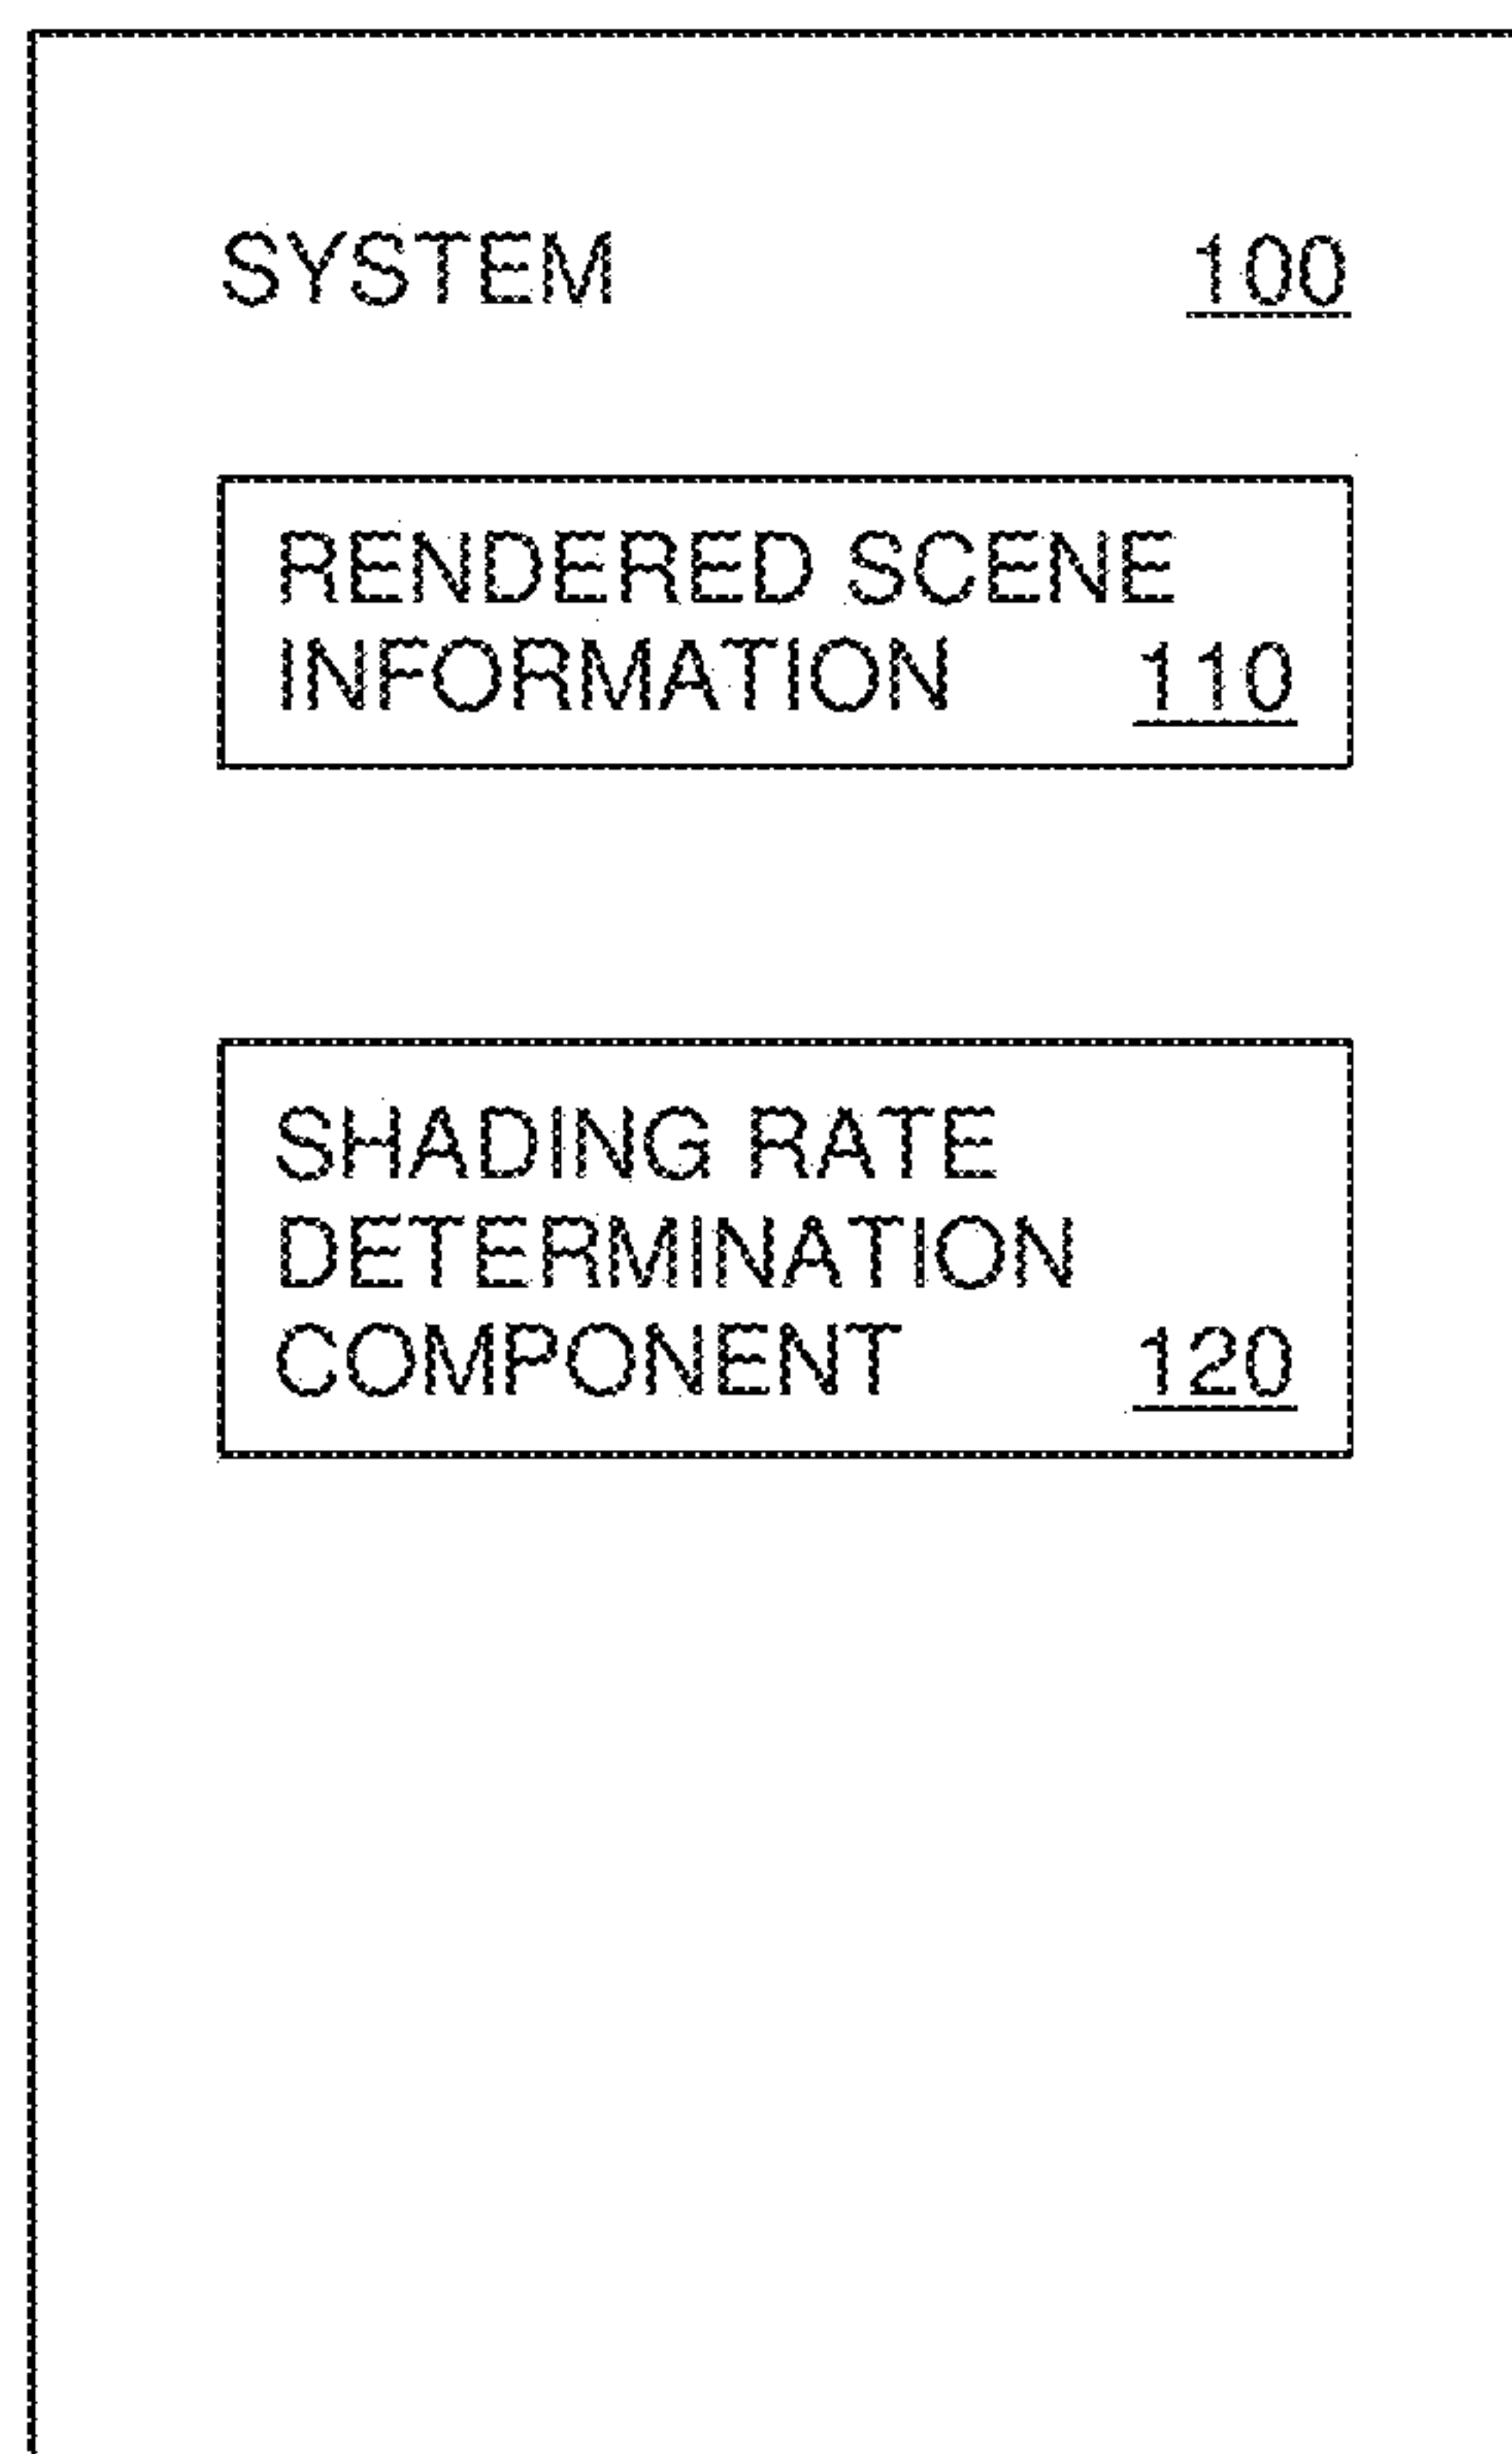 SYSTEM 100
RENDERED SCENE
INFORMATION 110
SHADING RATE
DETERMINATION
COMPONENT 120